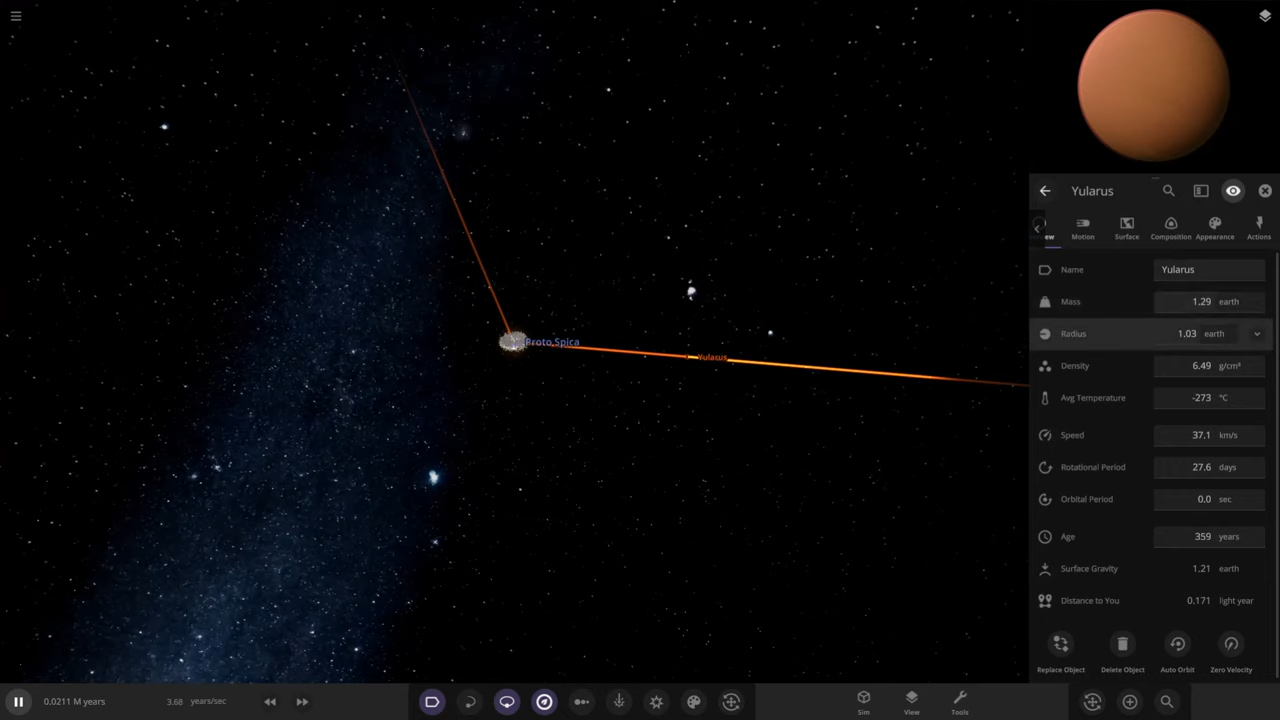 Proto Spica
Yularus
Yularus
ew
Motion
Surface
Composition
Appearance
Actions
Name
Yularus
Mass
1.29 earth
Radius
1.03 earth
Density
6.49 g/cm³
Avg Temperature
-273 °C
Speed
37.1 km/s
Rotational Period
27.6 days
Orbital Period
0.0 sec
Age
359 years
Surface Gravity
1.21 earth
Distance to You
0.171 light year
Replace Object
Delete Object
Auto Orbit
Zero Velocity
0.0211 M years
3.68 years/sec
Sim
View
Tools